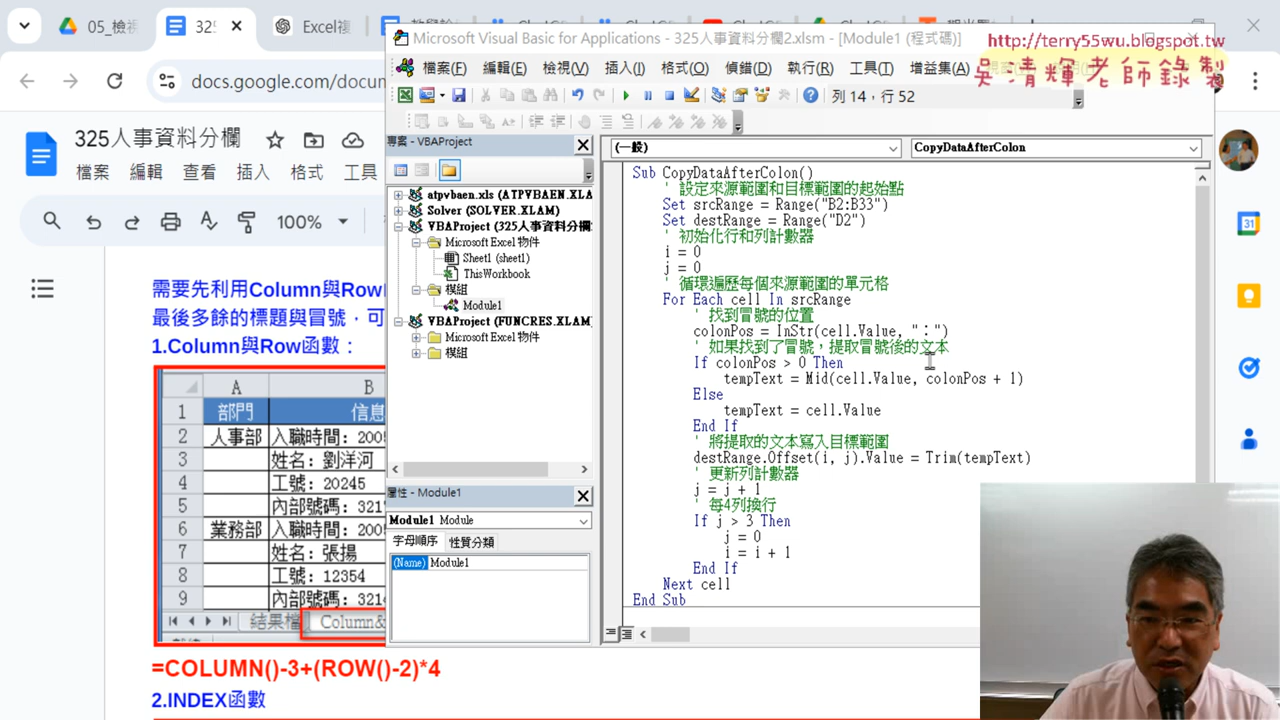 05_檢視
325
Excel複
Microsoft Visual Basic for Applications - 325人事資料分欄2.xlsm - [Module1 (程式碼)]
http://terry55wu.blogspot.tw
吳清輝老師錄製
docs.google.com/docu
檔案(F) 編輯(E) 檢視(V) 插入(I) 格式(O) 偵錯(D) 執行(R) 工具(T) 增益集(A)
列 14，行 52
325人事資料分欄
檔案 編輯 查看 插入 格式 工具
100%
專案 - VBAProject
atpvbaen.xls (ATPVBAEN.XLA
Solver (SOLVER.XLAM)
VBAProject (325人事資料分欄
Microsoft Excel 物件
Sheet1 (sheet1)
ThisWorkbook
模組
Module1
VBAProject (FUNCRES.XLAM)
Microsoft Excel 物件
模組
屬性 - Module1
Module1 Module
字母順序 性質分類
(Name) Module1
(一般) CopyDataAfterColon
Sub CopyDataAfterColon()
' 設定來源範圍和目標範圍的起始點
Set srcRange = Range("B2:B33")
Set destRange = Range("D2")
' 初始化行和列計數器
i = 0
j = 0
' 循環遍歷每個來源範圍的單元格
For Each cell In srcRange
' 找到冒號的位置
colonPos = InStr(cell.Value, "：")
' 如果找到了冒號，提取冒號後的文本
If colonPos > 0 Then
tempText = Mid(cell.Value, colonPos + 1)
Else
tempText = cell.Value
End If
' 將提取的文本寫入目標範圍
destRange.Offset(i, j).Value = Trim(tempText)
' 更新列計數器
j = j + 1
' 每4列換行
If j > 3 Then
j = 0
i = i + 1
End If
Next cell
End Sub
需要先利用Column與Row
最後多餘的標題與冒號，可
1.Column與Row函數：
A B
1 部門 信息
2 人事部 入職時間：2005
3 姓名：劉洋河
4 工號：20245
5 內部號碼：321
6 業務部 入職時間：2005
7 姓名：張揚
8 工號：12354
9 內部號碼：321
結果檔 Column&
=COLUMN()-3+(ROW()-2)*4
2.INDEX函數